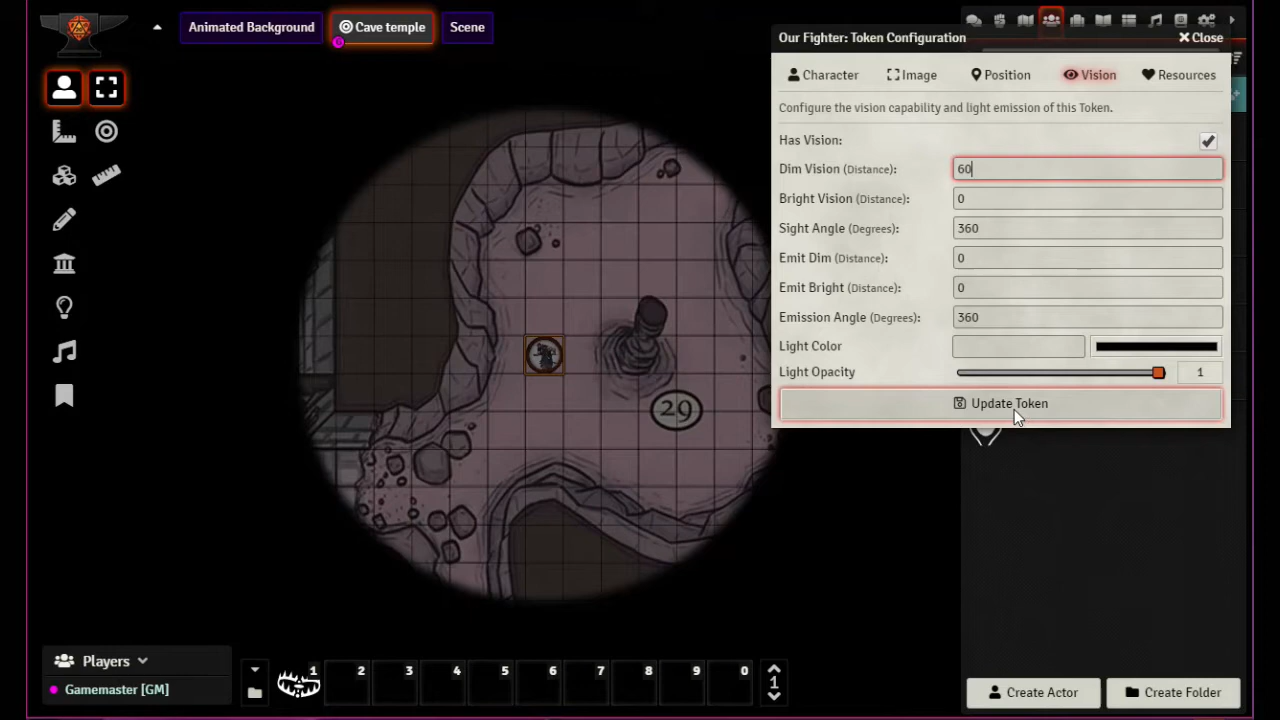 Animated Background
Cave temple
Scene
G
Our Fighter: Token Configuration
Close
Character
Image
Position
Vision
Resources
Configure the vision capability and light emission of this Token.
Has Vision:
Dim Vision (Distance): 60
Bright Vision (Distance): 0
Sight Angle (Degrees): 360
Emit Dim (Distance): 0
Emit Bright (Distance): 0
Emission Angle (Degrees): 360
Light Color
Light Opacity 1
Update Token
29
Players
Gamemaster [GM]
1 2 3 4 5 6 7 8 9 0
1
Create Actor
Create Folder